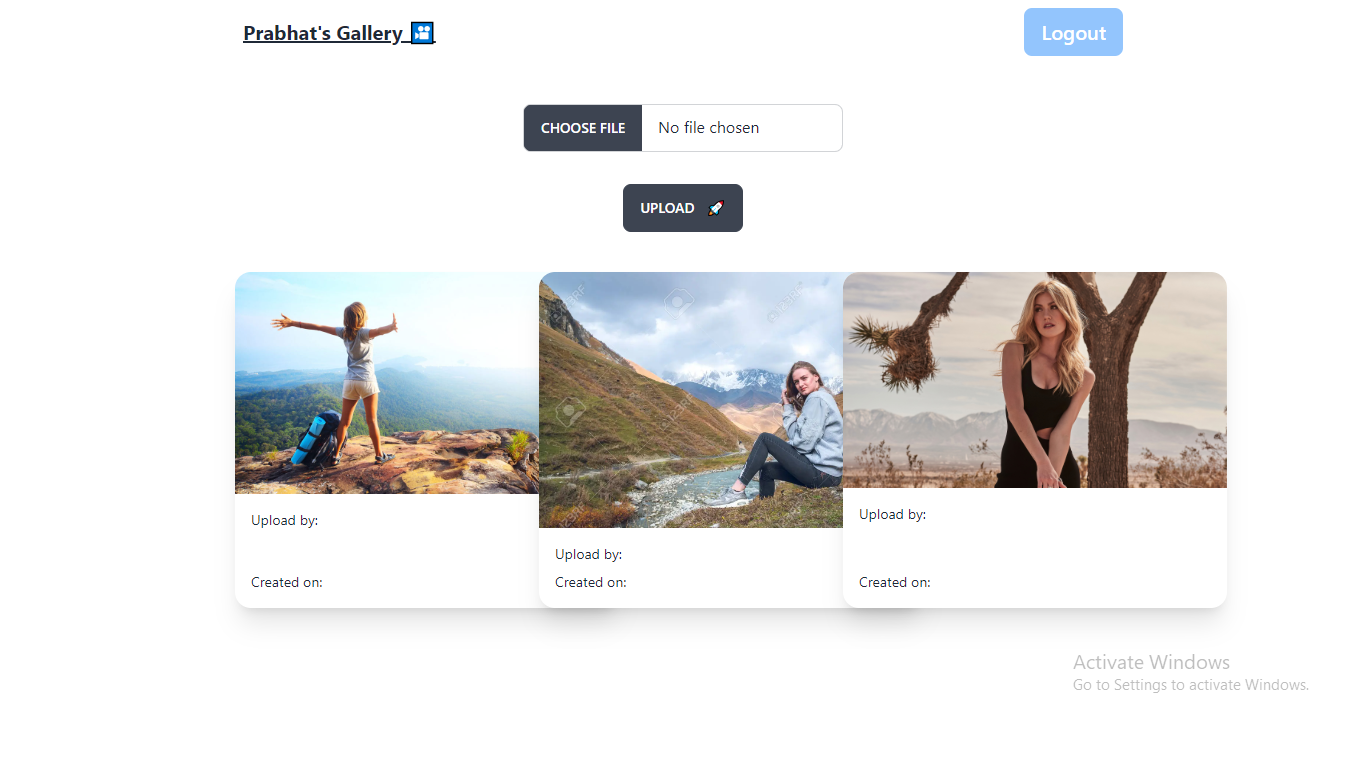 Prabhat's Gallery
Logout
CHOOSE FILE No file chosen
UPLOAD
Upload by:
Created on:
Upload by:
Created on:
Upload by:
Created on:
Activate Windows
Go to Settings to activate Windows.